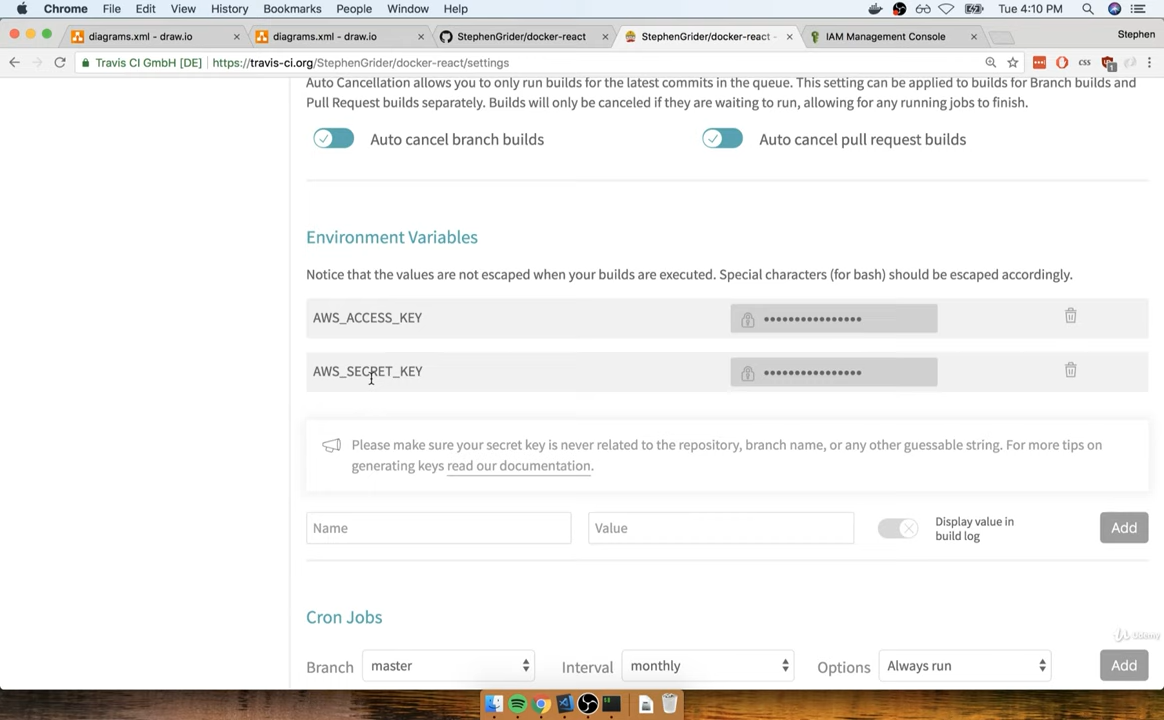 Chrome File Edit View History Bookmarks People Window Help Tue 4:10 PM
diagrams.xml - draw.io × diagrams.xml - draw.io × StephenGrider/docker-react × StephenGrider/docker-react - × IAM Management Console × Stephen
Travis CI GmbH [DE] https://travis-ci.org/StephenGrider/docker-react/settings css 1
Auto Cancellation allows you to only run builds for the latest commits in the queue. This setting can be applied to builds for Branch builds and
Pull Request builds separately. Builds will only be canceled if they are waiting to run, allowing for any running jobs to finish.
Auto cancel branch builds Auto cancel pull request builds
Environment Variables
Notice that the values are not escaped when your builds are executed. Special characters (for bash) should be escaped accordingly.
AWS_ACCESS_KEY ••••••••••••••••
AWS_SECRET_KEY ••••••••••••••••
Please make sure your secret key is never related to the repository, branch name, or any other guessable string. For more tips on
generating keys read our documentation.
Name Value Display value in
build log Add
Cron Jobs
Udemy
Branch master Interval monthly Options Always run Add